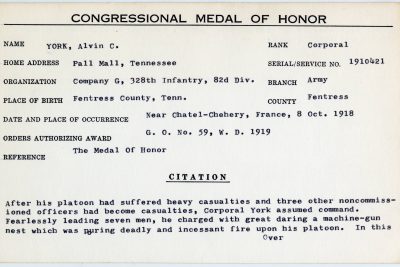 CONGRESSIONAL MEDAL OF HONOR
NAME YORK, Alvin C. RANK Corporal
HOME ADDRESS Pall Mall, Tennessee SERIAL/SERVICE NO. 1910421
ORGANIZATION Company G, 328th Infantry, 82d Div. BRANCH Army
PLACE OF BIRTH Fentress County, Tenn. COUNTY Fentress
DATE AND PLACE OF OCCURRENCE Near Chatel-Chehery, France, 8 Oct. 1918
ORDERS AUTHORIZING AWARD G. O. No. 59, W. D. 1919
REFERENCE The Medal Of Honor
CITATION
After his platoon had suffered heavy casualties and three other noncommiss-
ioned officers had become casualties, Corporal York assumed command.
Fearlessly leading seven men, he charged with great daring a machine-gun
nest which was puring deadly and incessant fire upon his platoon. In this
Over